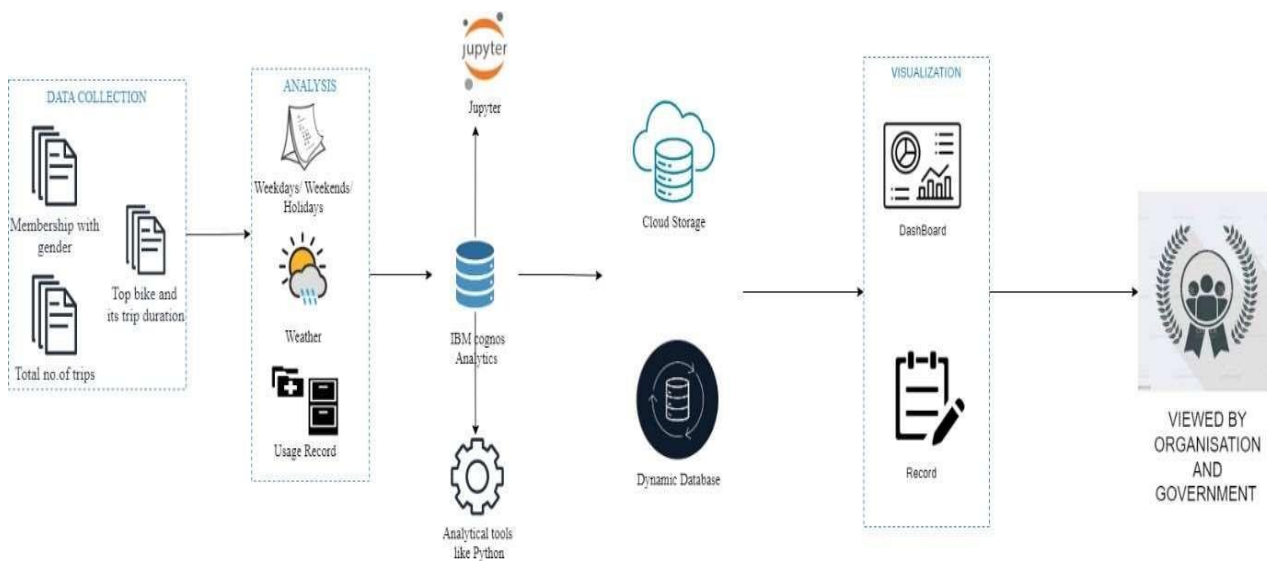 DATA COLLECTION
Membership with
gender
Top bike and
its trip duration
Total no.of trips
ANALYSIS
Weekdays/ Weekends/
Holidays
Weather
Usage Record
jupyter
Jupyter
IBM cognos
Analytics
Analytical tools
like Python
Cloud Storage
Dynamic Database
VISUALIZATION
DashBoard
Record
VIEWED BY
ORGANISATION
AND
GOVERNMENT